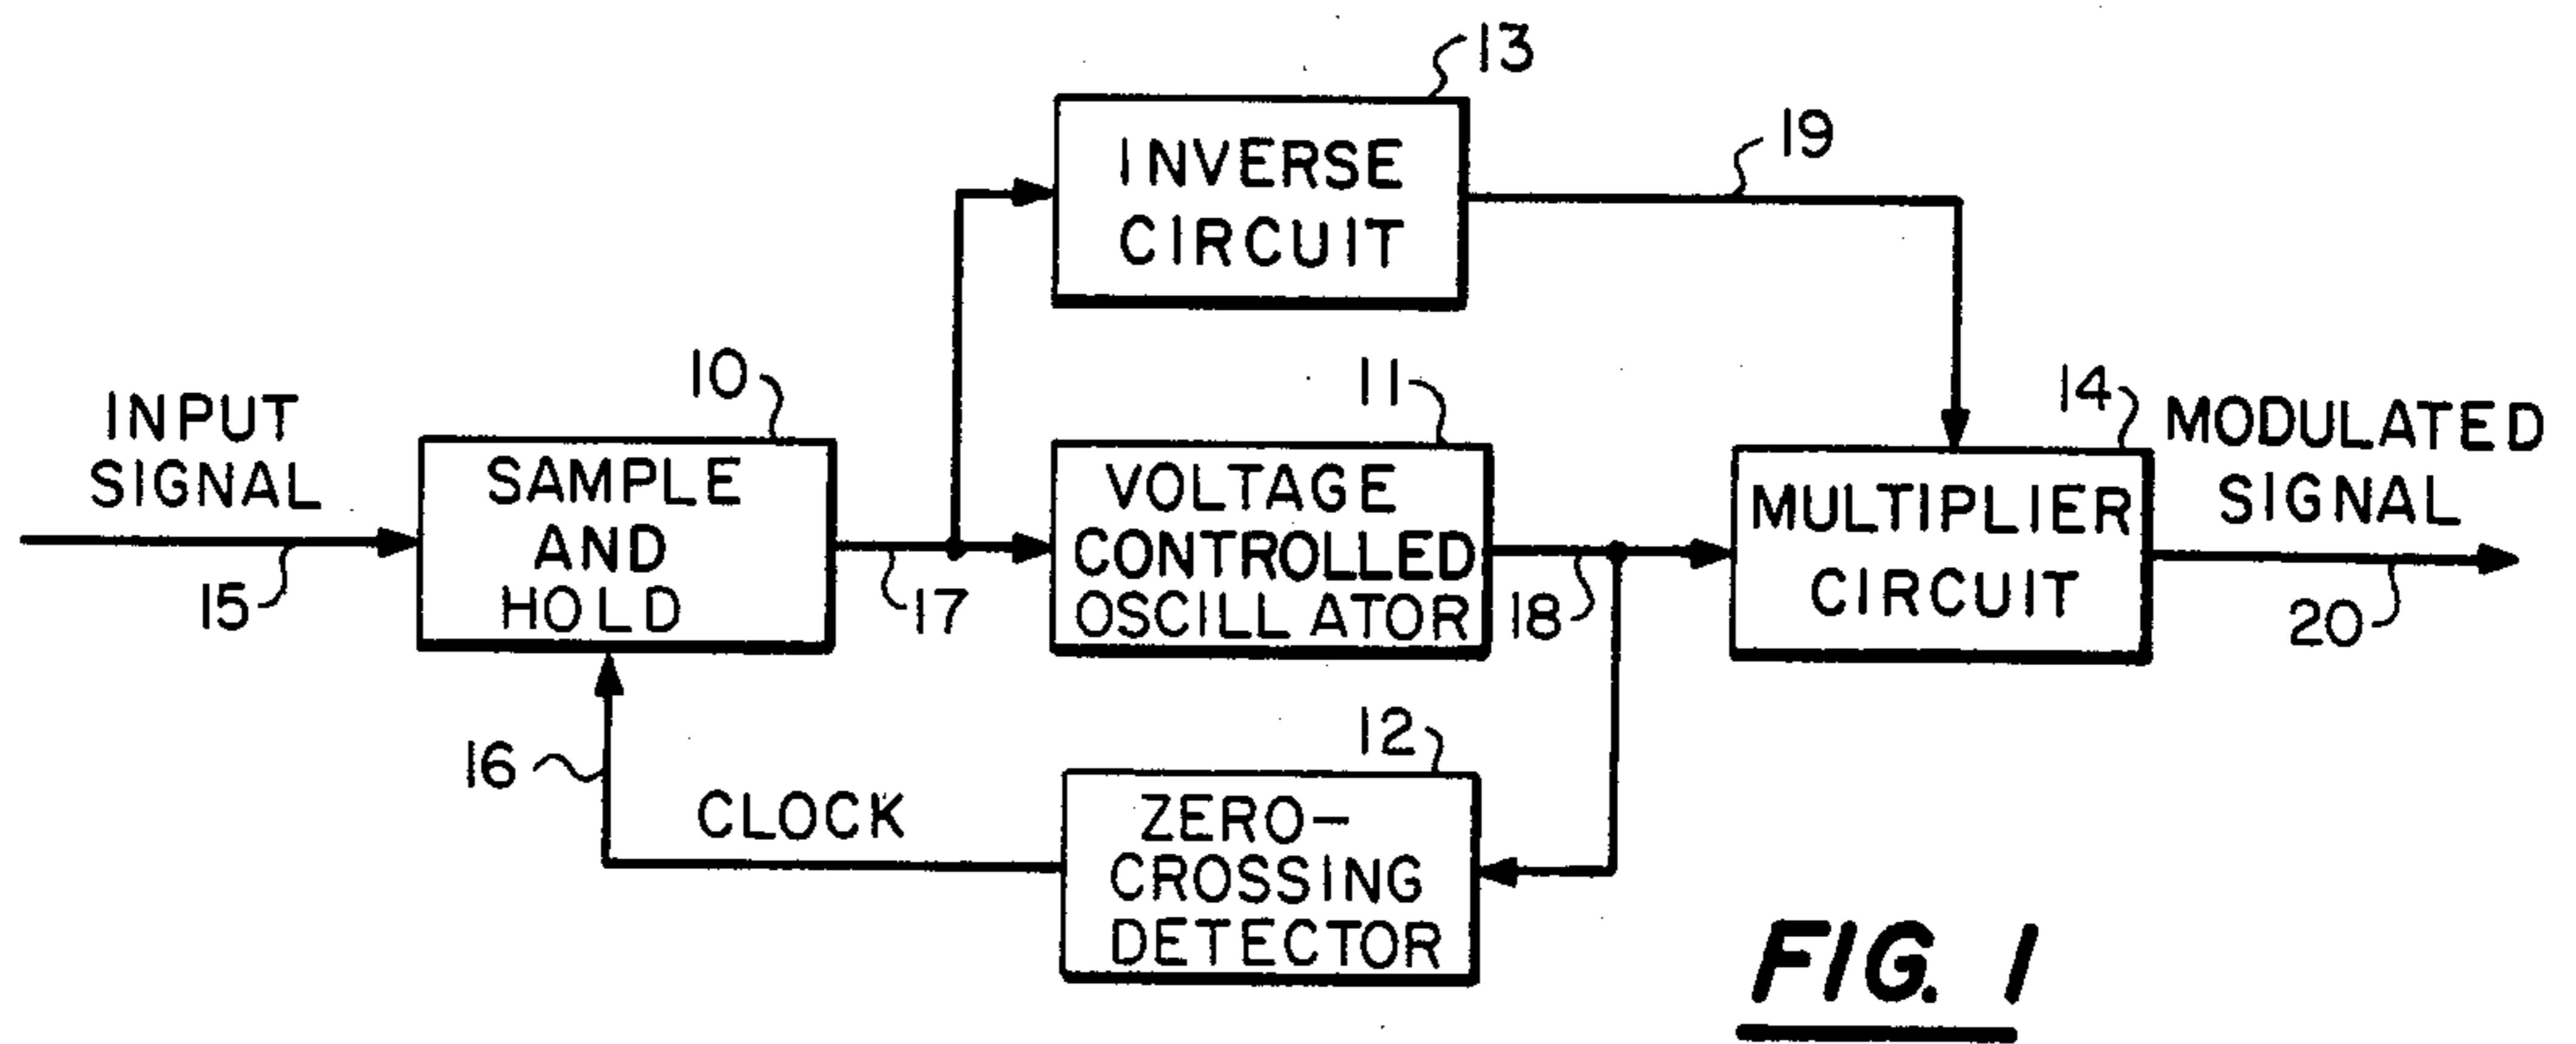 13
INVERSE
CIRCUIT
19
INPUT
SIGNAL
15
10
SAMPLE
AND
HOLD
17
11
VOLTAGE
CONTROLLED
OSCILLATOR
18
14
MULTIPLIER
CIRCUIT
MODULATED
SIGNAL
20
16
CLOCK
12
ZERO-
CROSSING
DETECTOR
FIG. 1